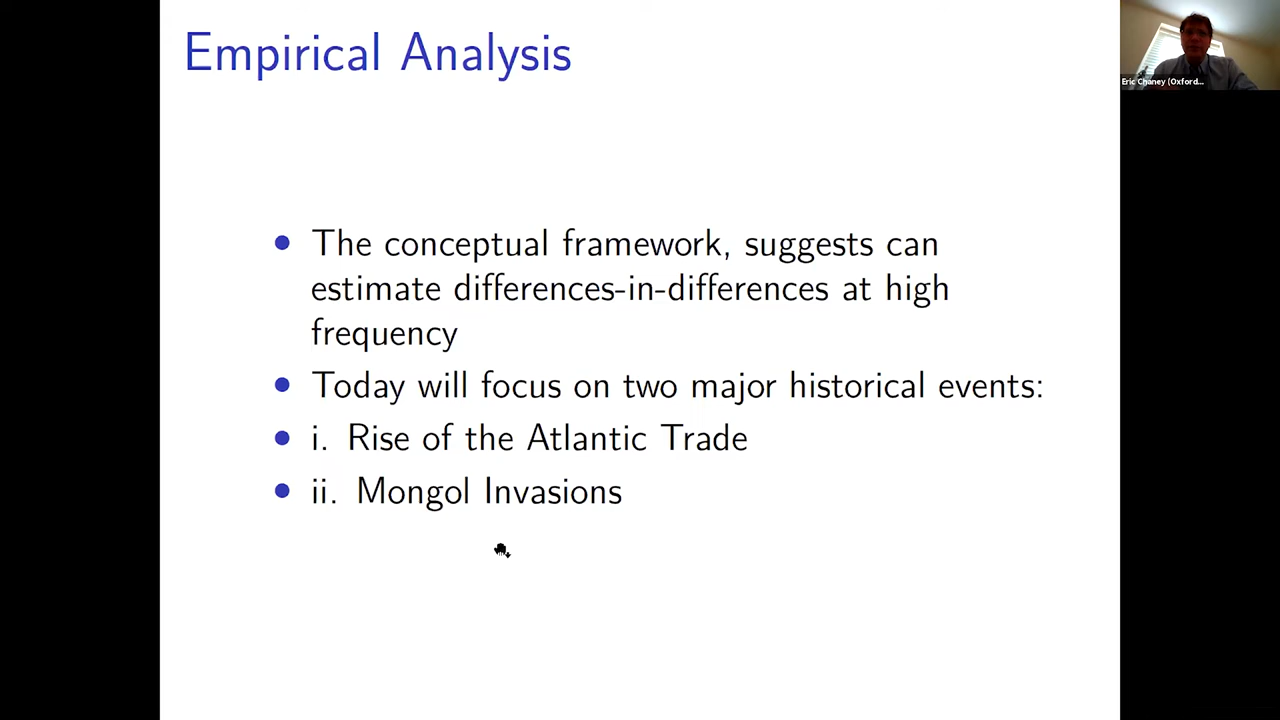 Empirical Analysis
Eric Chaney (Oxford...
• The conceptual framework, suggests can
estimate differences-in-differences at high
frequency
• Today will focus on two major historical events:
• i. Rise of the Atlantic Trade
• ii. Mongol Invasions